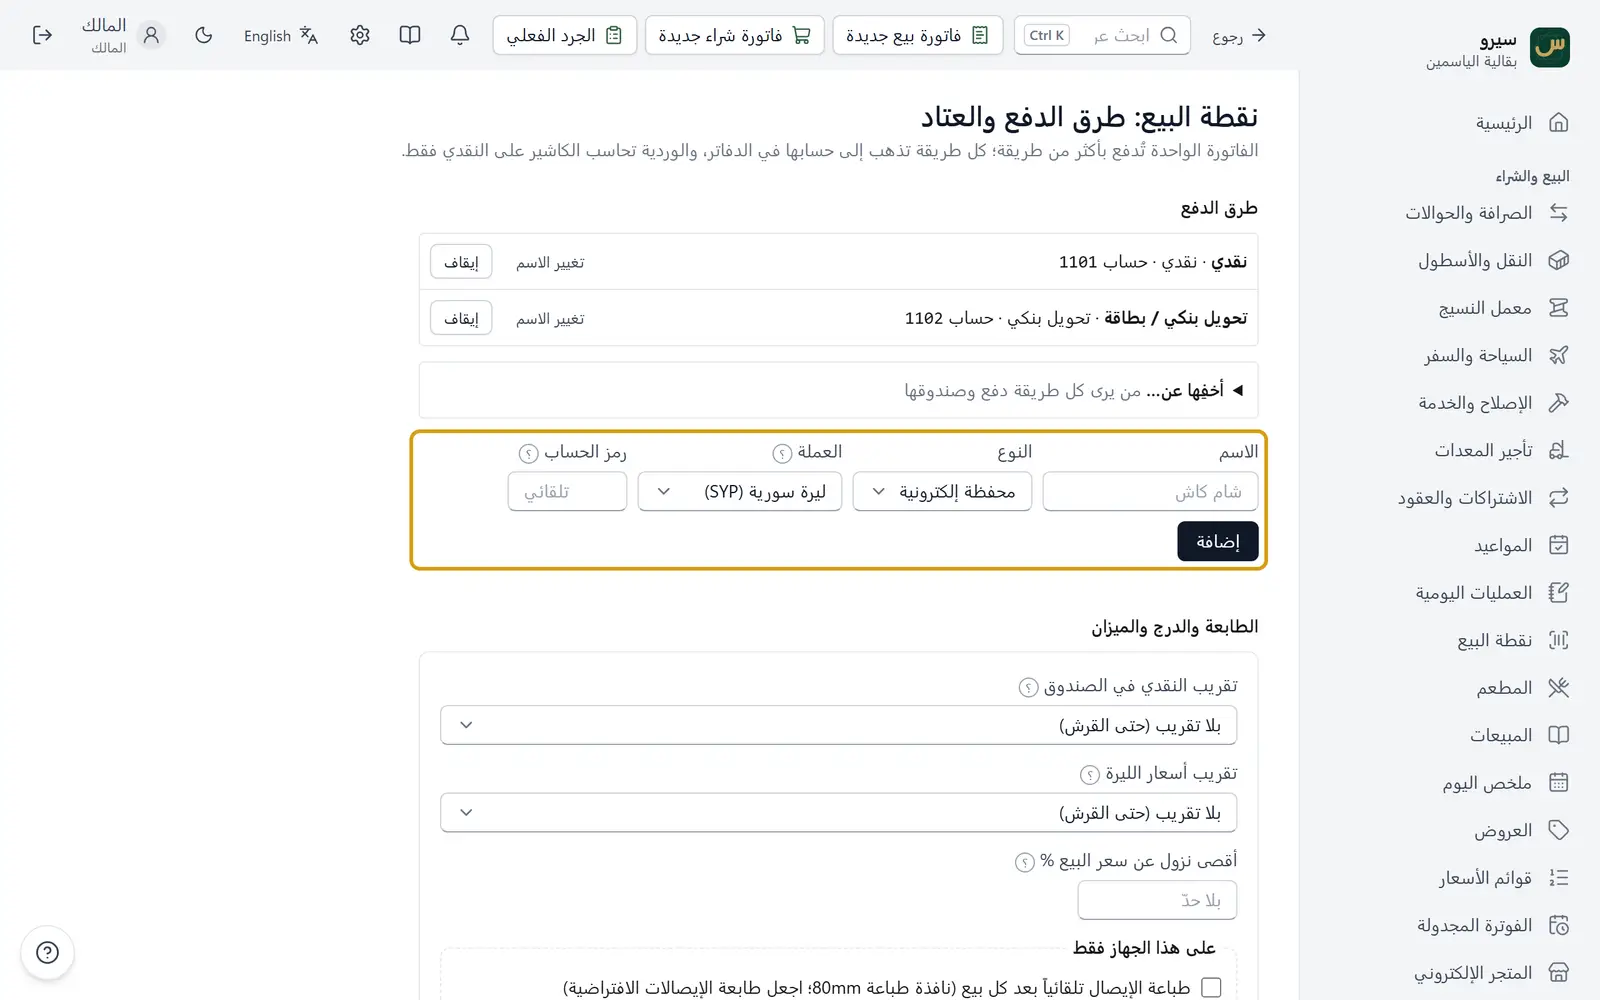 سيرو
بقالية الياسمين
رجوع
ابحث عر
Ctrl K
فاتورة بيع جديدة
فاتورة شراء جديدة
الجرد الفعلي
English
المالك
المالك
الرئيسية
البيع والشراء
الصرافة والحوالات
النقل والأسطول
معمل النسيج
السياحة والسفر
الإصلاح والخدمة
تأجير المعدات
الاشتراكات والعقود
المواعيد
العمليات اليومية
نقطة البيع
المطعم
المبيعات
ملخص اليوم
العروض
قوائم الأسعار
الفوترة المجدولة
المتجر الإلكتروني
نقطة البيع: طرق الدفع والعتاد
الفاتورة الواحدة تُدفع بأكثر من طريقة؛ كل طريقة تذهب إلى حسابها في الدفاتر، والوردية تحاسب الكاشير على النقدي فقط.
طرق الدفع
نقدي · نقدي · حساب 1101
تغيير الاسم
إيقاف
تحويل بنكي / بطاقة · تحويل بنكي · حساب 1102
تغيير الاسم
إيقاف
أخفِها عن... من يرى كل طريقة دفع وصندوقها
الاسم
النوع
العملة ؟
رمز الحساب ؟
شام كاش
محفظة إلكترونية
ليرة سورية (SYP)
تلقائي
إضافة
الطابعة والدرج والميزان
تقريب النقدي في الصندوق ؟
بلا تقريب (حتى القرش)
تقريب أسعار الليرة ؟
بلا تقريب (حتى القرش)
أقصى نزول عن سعر البيع % ؟
بلا حدّ
على هذا الجهاز فقط
طباعة الإيصال تلقائياً بعد كل بيع (نافذة طباعة 80mm؛ اجعل طابعة الإيصالات الافتراضية)